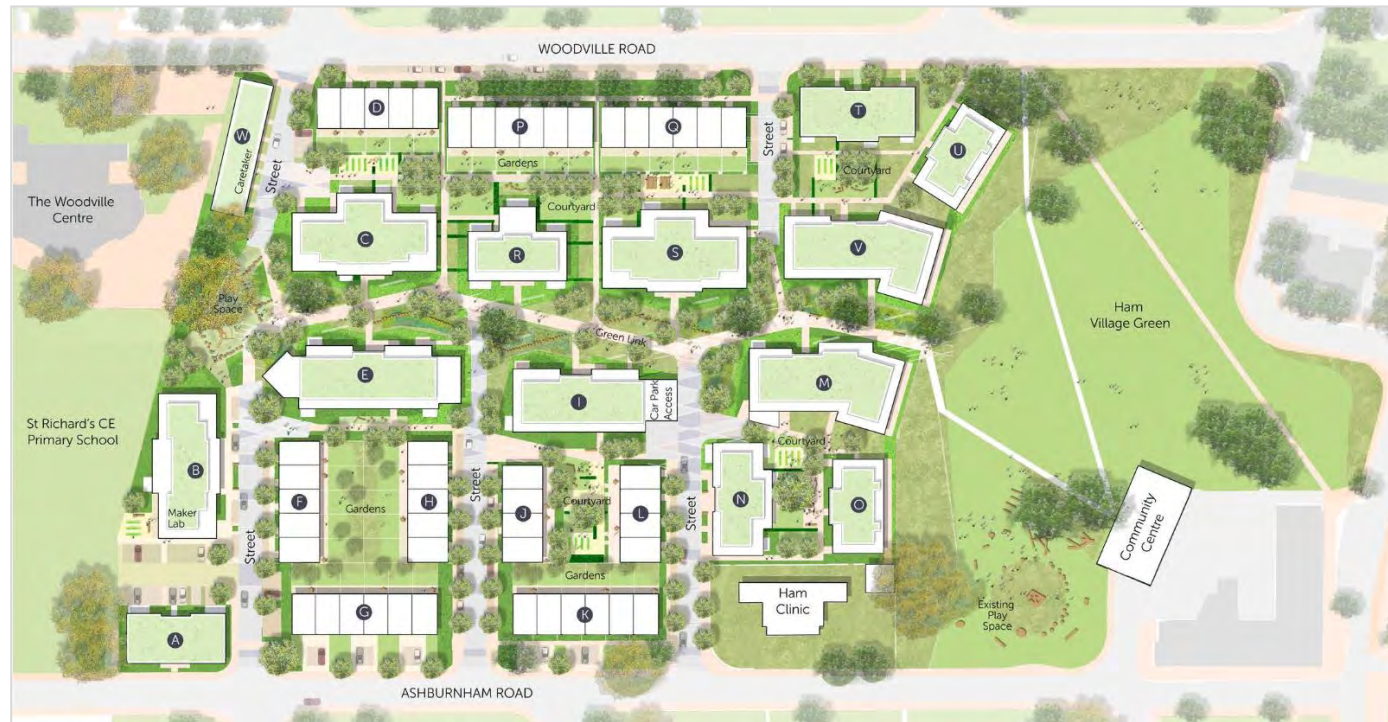 WOODVILLE ROAD
D
P
Q
T
W
Caretaker
Street
Street
U
Gardens
Courtyard
The Woodville
Centre
Courtyard
C
R
S
V
Play
Space
Green Link
Ham
Village Green
E
I
Car Park
Access
M
St Richard's CE
Primary School
B
Maker
Lab
F
Gardens
H
Street
J
Courtyard
L
Street
N
Courtyard
O
Street
Gardens
Community
Centre
G
K
Ham
Clinic
Existing
Play
Space
A
ASHBURNHAM ROAD